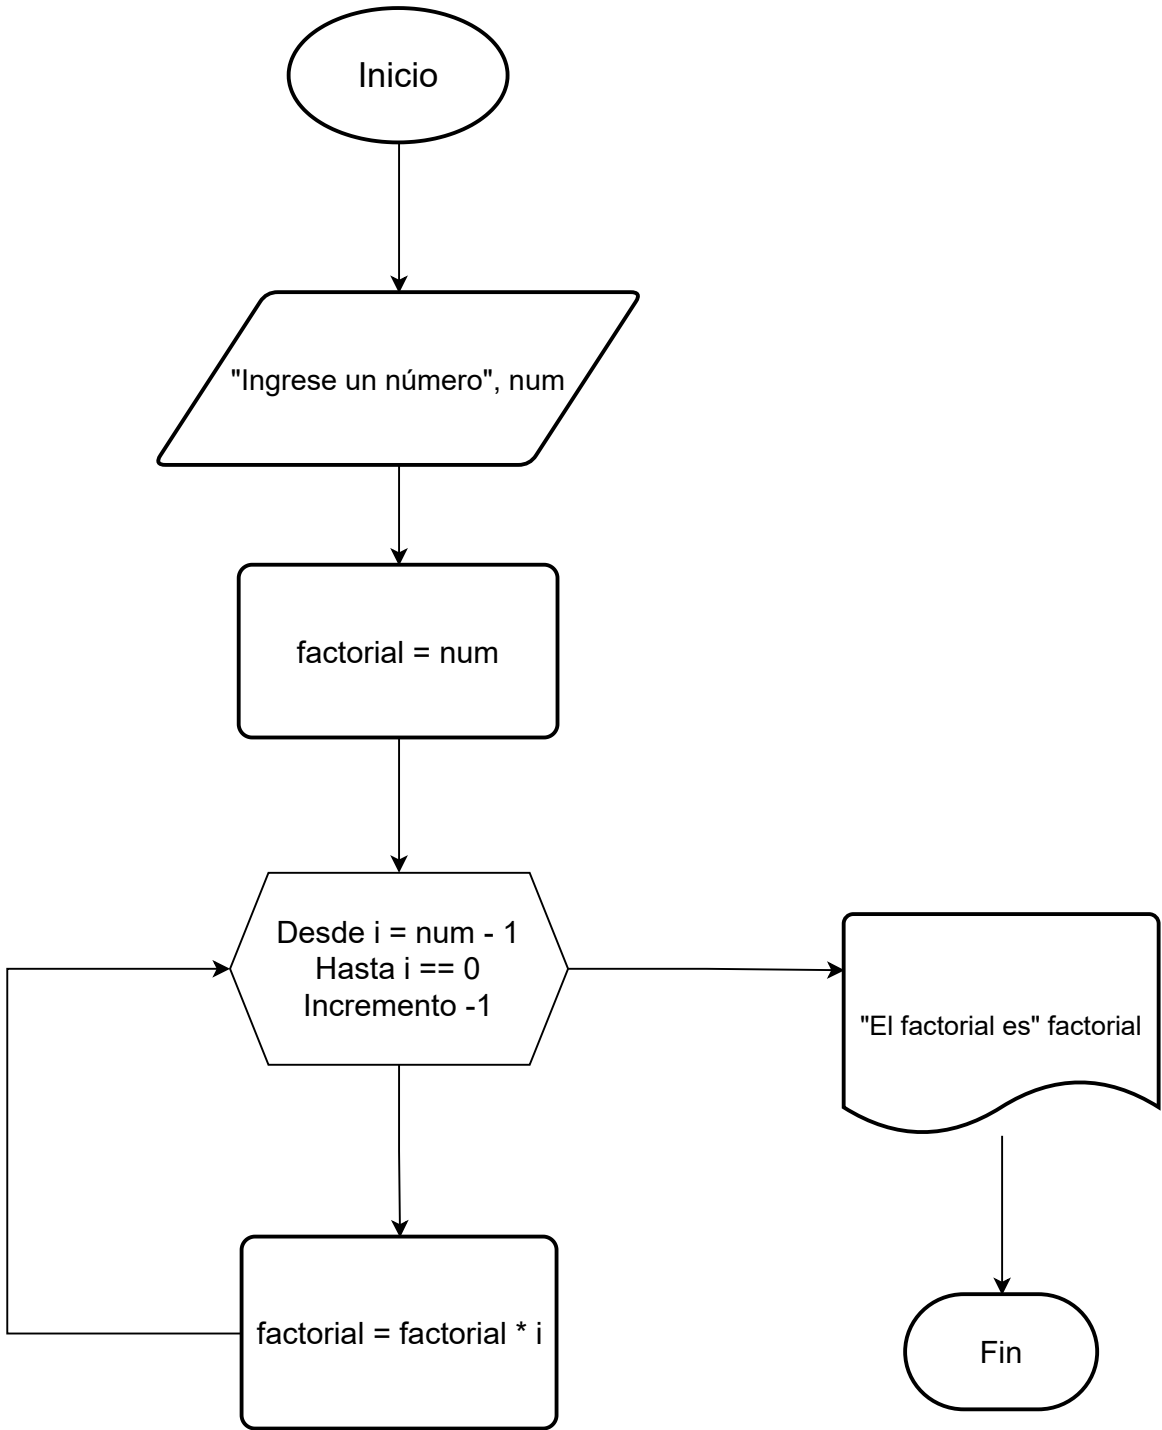 Inicio
"Ingrese un número", num
factorial = num
Desde i = num - 1
Hasta i == 0
Incremento -1
"El factorial es" factorial
factorial = factorial * i
Fin